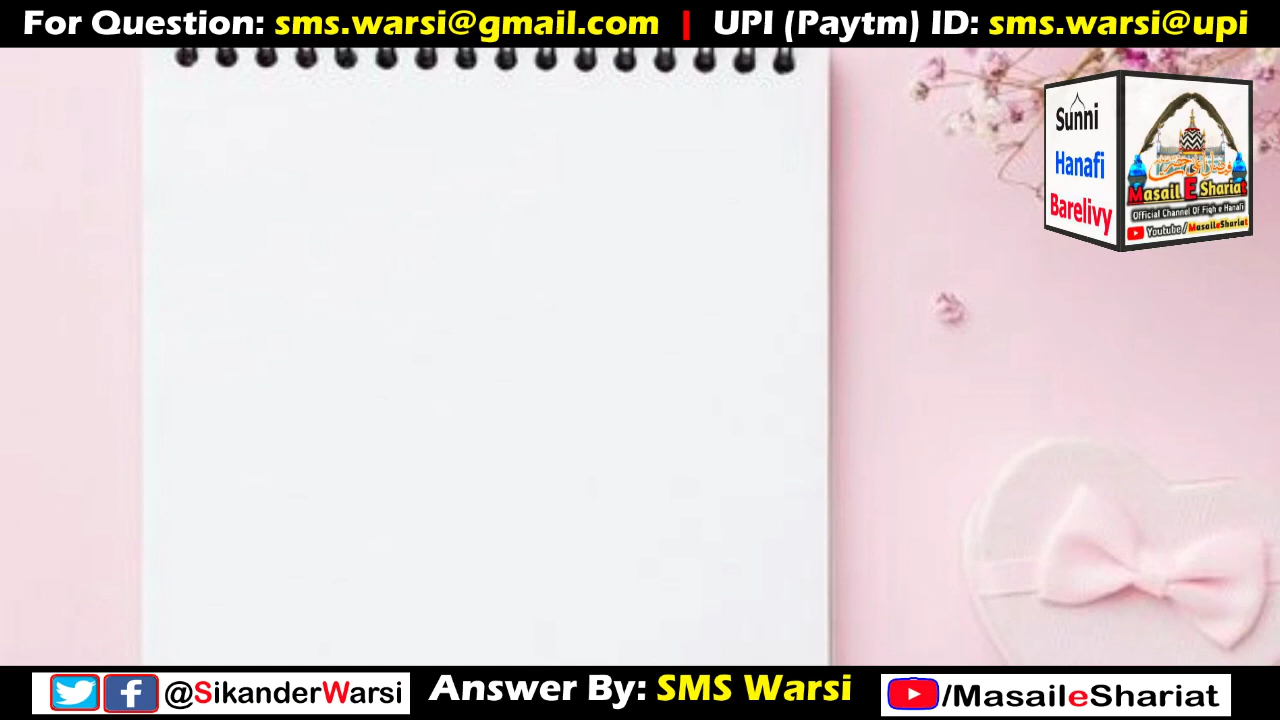 For Question: sms.warsi@gmail.com | UPI (Paytm) ID: sms.warsi@upi
Sunni
Hanafi
Barelivy
Masail E Shariat
Official Channel Of Fiqh e Hanafi
Youtube/MasaileShariat
@SikanderWarsi
Answer By: SMS Warsi
/MasaileShariat